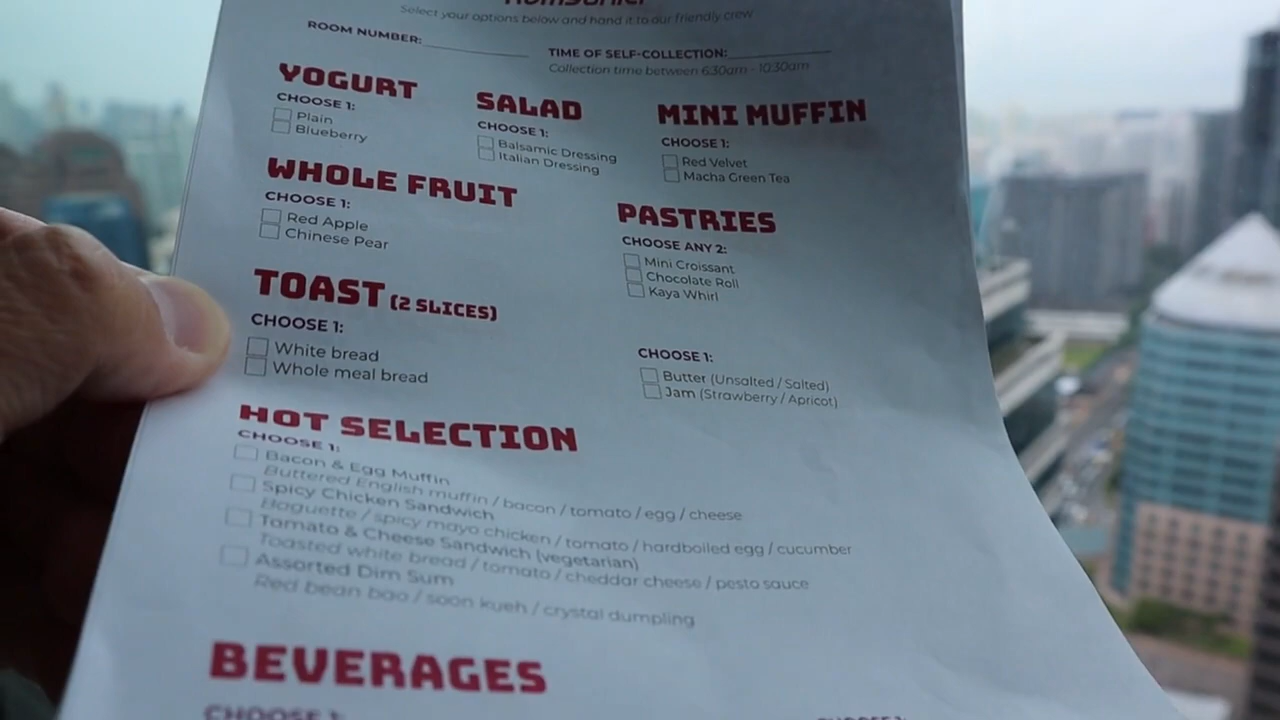 Select your options below and hand it to our friendly crew
ROOM NUMBER:
TIME OF SELF-COLLECTION:
Collection time between 6:30am - 10:30am
YOGURT
CHOOSE 1:
Plain
Blueberry
SALAD
CHOOSE 1:
Balsamic Dressing
Italian Dressing
MINI MUFFIN
CHOOSE 1:
Red Velvet
Macha Green Tea
WHOLE FRUIT
CHOOSE 1:
Red Apple
Chinese Pear
PASTRIES
CHOOSE ANY 2:
Mini Croissant
Chocolate Roll
Kaya Whirl
TOAST (2 SLICES)
CHOOSE 1:
White bread
Whole meal bread
CHOOSE 1:
Butter (Unsalted / Salted)
Jam (Strawberry / Apricot)
HOT SELECTION
CHOOSE 1:
Bacon & Egg Muffin
Buttered English muffin / bacon / tomato / egg / cheese
Spicy Chicken Sandwich
Baguette / spicy mayo chicken / tomato / hardboiled egg / cucumber
Tomato & Cheese Sandwich (vegetarian)
Toasted white bread / tomato / cheddar cheese / pesto sauce
Assorted Dim Sum
Red bean bao / soon kueh / crystal dumpling
BEVERAGES
CHOOSE 1: